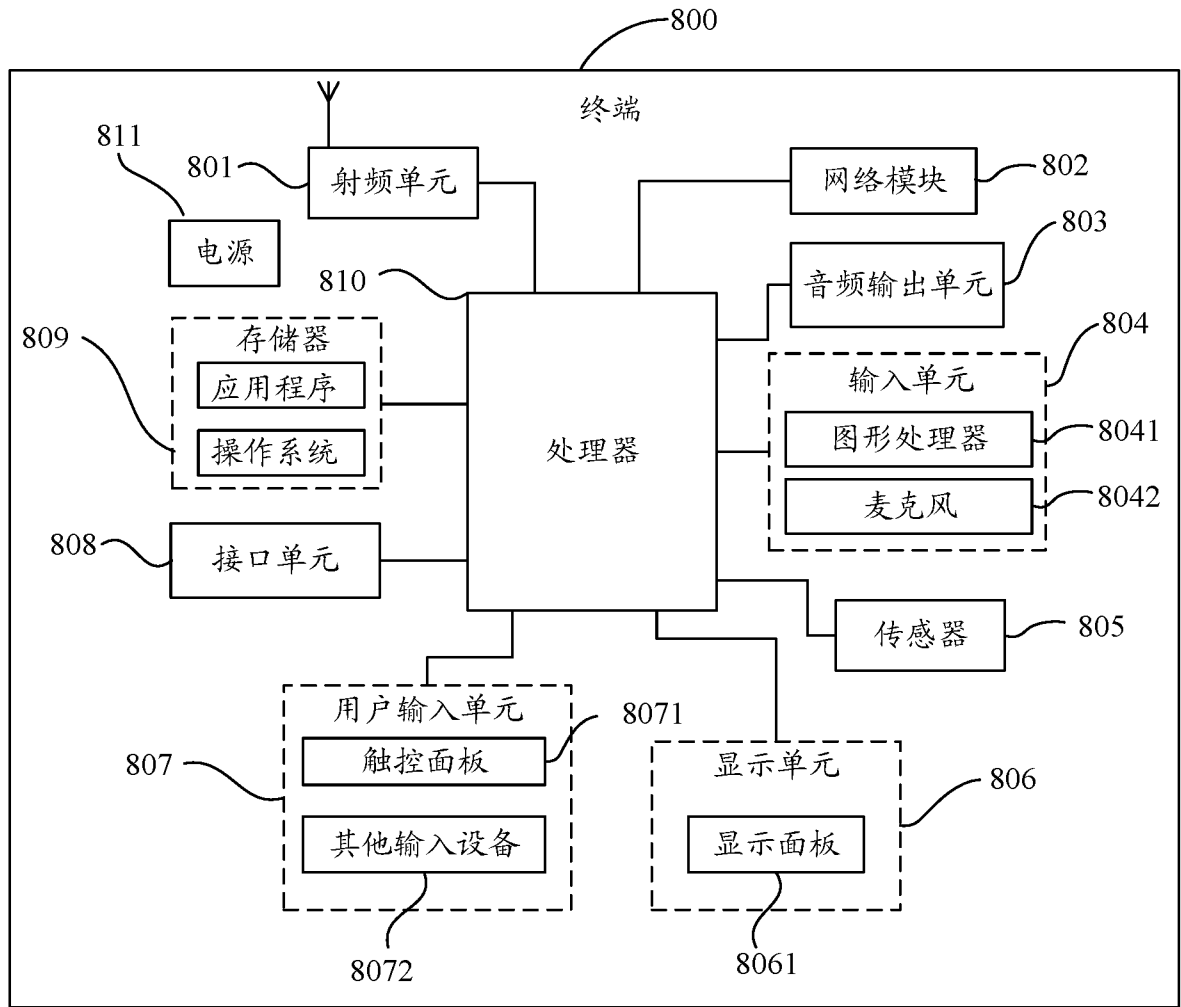 800
终端
811
801
射频单元
网络模块
802
电源
803
音频输出单元
810
809
存储器
应用程序
操作系统
804
输入单元
图形处理器
8041
麦克风
8042
处理器
808
接口单元
传感器
805
用户输入单元
8071
触控面板
807
其他输入设备
8072
显示单元
806
显示面板
8061